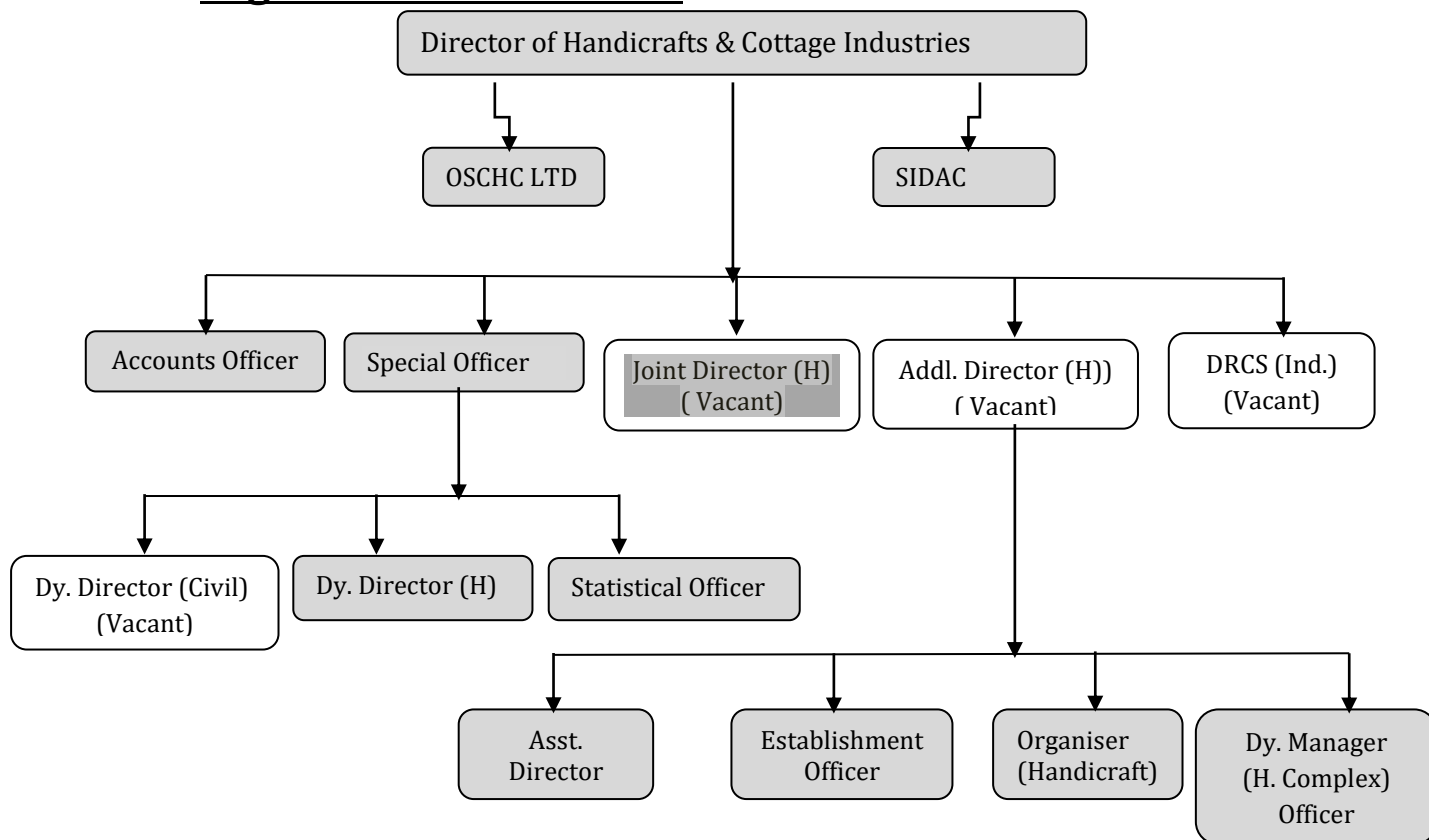 Director of Handicrafts & Cottage Industries
OSCHC LTD
SIDAC
Accounts Officer
Special Officer
Joint Director (H)
( Vacant)
Addl. Director (H))
( Vacant)
DRCS (Ind.)
(Vacant)
Dy. Director (Civil)
(Vacant)
Dy. Director (H)
Statistical Officer
Asst.
Director
Establishment
Officer
Organiser
(Handicraft)
Dy. Manager
(H. Complex)
Officer